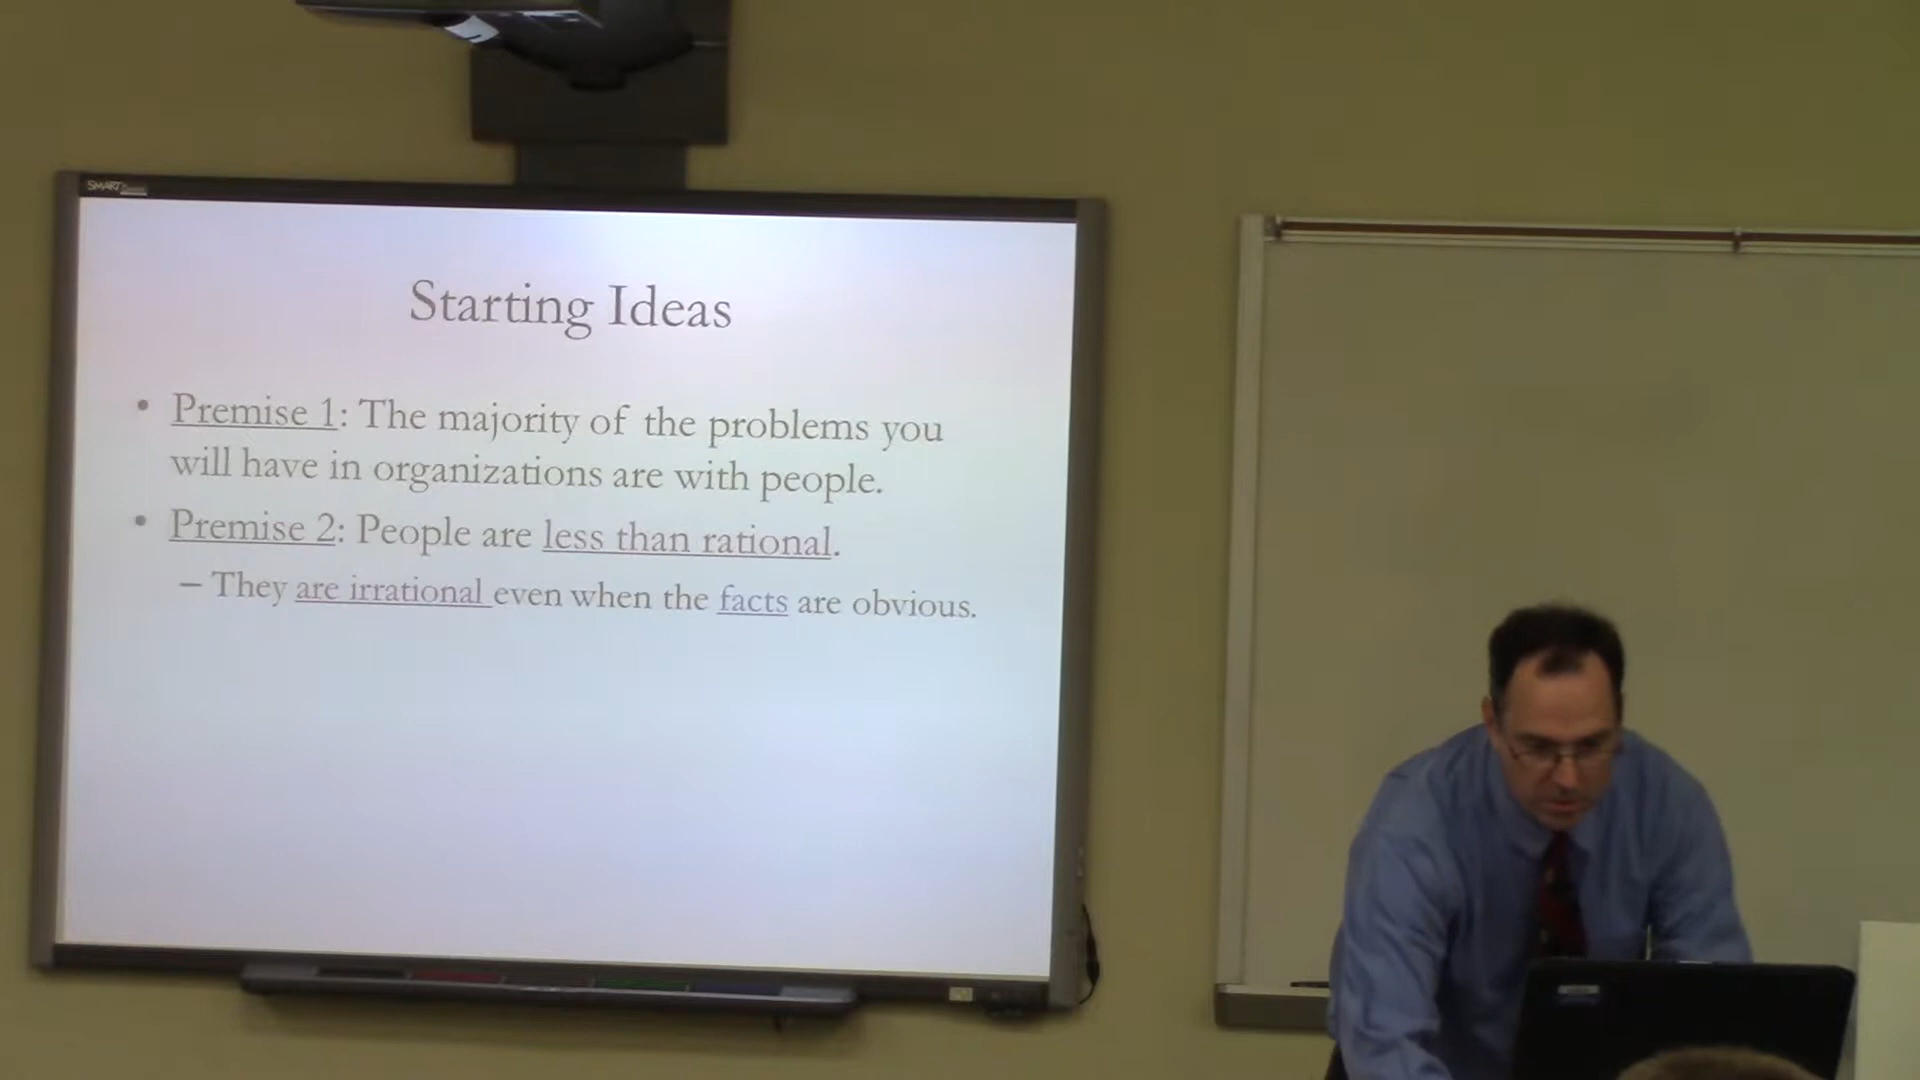 SMART
Starting Ideas
• Premise 1: The majority of the problems you
will have in organizations are with people.
• Premise 2: People are less than rational.
– They are irrational even when the facts are obvious.